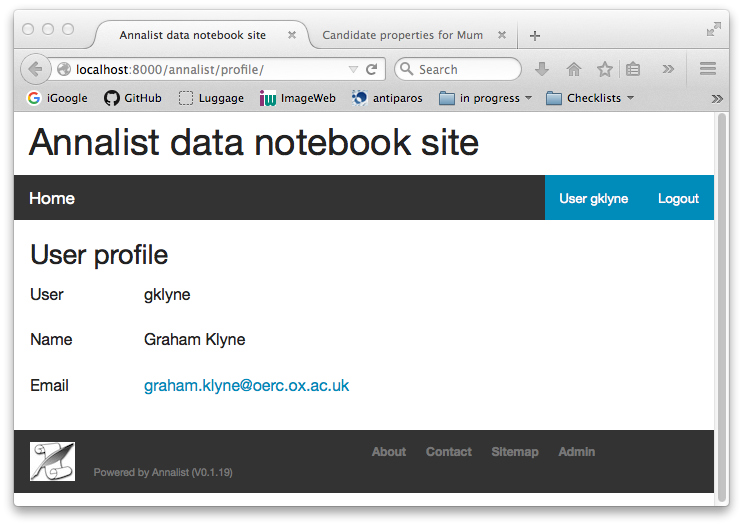 Annalist data notebook site
Candidate properties for Mum
localhost:8000/annalist/profile/
Search
iGoogle GitHub Luggage ImageWeb antiparos in progress Checklists
Annalist data notebook site
Home User gklyne Logout
User profile
User gklyne
Name Graham Klyne
Email graham.klyne@oerc.ox.ac.uk
About Contact Sitemap Admin
Powered by Annalist (V0.1.19)